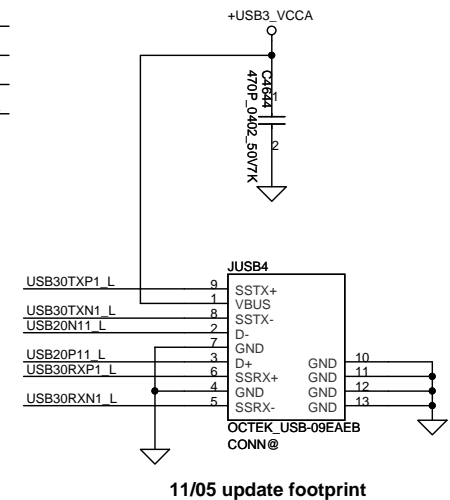 +USB3_VCCA
C4644
470P_0402_50V7K
1
2
JUSB4
USB30TXP1_L 9 SSTX+
1 VBUS
USB30TXN1_L 8 SSTX-
USB20N11_L 2 D-
7 GND
USB20P11_L 3 D+ GND 10
USB30RXP1_L 6 SSRX+ GND 11
4 GND GND 12
USB30RXN1_L 5 SSRX- GND 13
OCTEK_USB-09EAEB
CONN@
11/05 update footprint